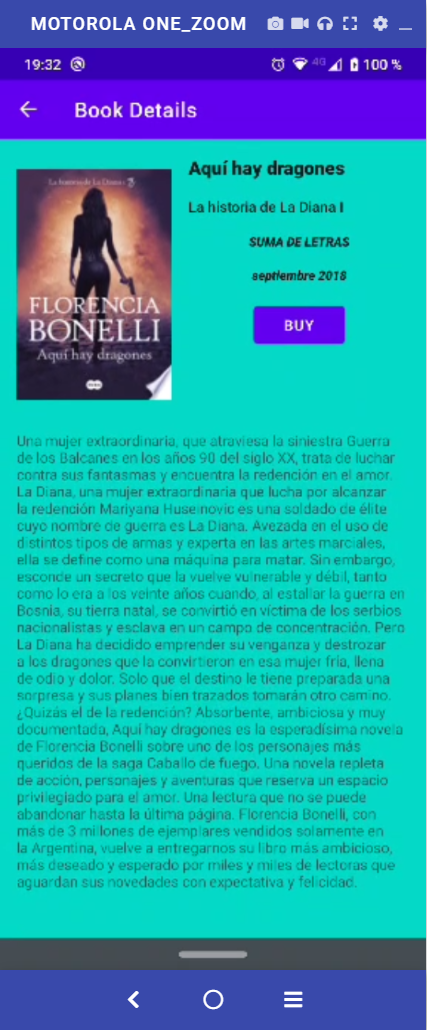 MOTOROLA ONE_ZOOM
19:32
4G
100 %
Book Details
La historia de La Diana I
FLORENCIA
BONELLI
Aquí hay dragones
Aquí hay dragones
La historia de La Diana I
SUMA DE LETRAS
septiembre 2018
BUY
Una mujer extraordinaria, que atraviesa la siniestra Guerra
de los Balcanes en los años 90 del siglo XX, trata de luchar
contra sus fantasmas y encuentra la redención en el amor.
La Diana, una mujer extraordinaria que lucha por alcanzar
la redención Mariyana Huseinovic es una soldado de élite
cuyo nombre de guerra es La Diana. Avezada en el uso de
distintos tipos de armas y experta en las artes marciales,
ella se define como una máquina para matar. Sin embargo,
esconde un secreto que la vuelve vulnerable y débil, tanto
como lo era a los veinte años cuando, al estallar la guerra en
Bosnia, su tierra natal, se convirtió en víctima de los serbios
nacionalistas y esclava en un campo de concentración. Pero
La Diana ha decidido emprender su venganza y destrozar
a los dragones que la convirtieron en esa mujer fría, llena
de odio y dolor. Solo que el destino le tiene preparada una
sorpresa y sus planes bien trazados tomarán otro camino.
¿Quizás el de la redención? Absorbente, ambiciosa y muy
documentada, Aquí hay dragones es la esperadísima novela
de Florencia Bonelli sobre uno de los personajes más
queridos de la saga Caballo de fuego. Una novela repleta
de acción, personajes y aventuras que reserva un espacio
privilegiado para el amor. Una lectura que no se puede
abandonar hasta la última página. Florencia Bonelli, con
más de 3 millones de ejemplares vendidos solamente en
la Argentina, vuelve a entregarnos su libro más ambicioso,
más deseado y esperado por miles y miles de lectoras que
aguardan sus novedades con expectativa y felicidad.